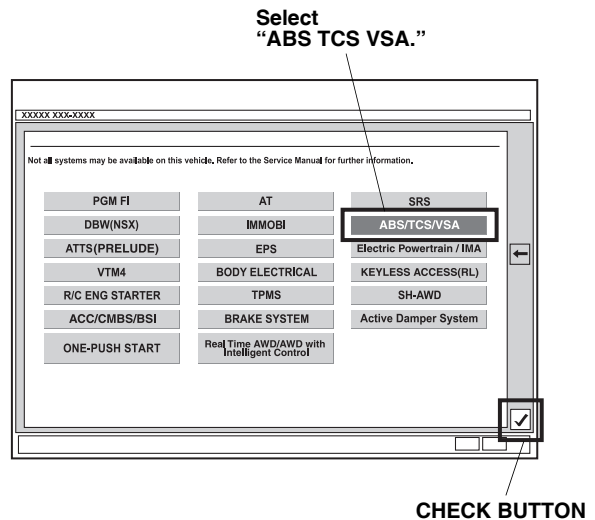 Select
“ABS TCS VSA.”
XXXXX XXX-XXXX
Not all systems may be available on this vehicle. Refer to the Service Manual for further information.
PGM FI
AT
SRS
DBW(NSX)
IMMOBI
ABS/TCS/VSA
ATTS(PRELUDE)
EPS
Electric Powertrain / IMA
VTM4
BODY ELECTRICAL
KEYLESS ACCESS(RL)
R/C ENG STARTER
TPMS
SH-AWD
ACC/CMBS/BSI
BRAKE SYSTEM
Active Damper System
ONE-PUSH START
Real Time AWD/AWD with
Intelligent Control
CHECK BUTTON